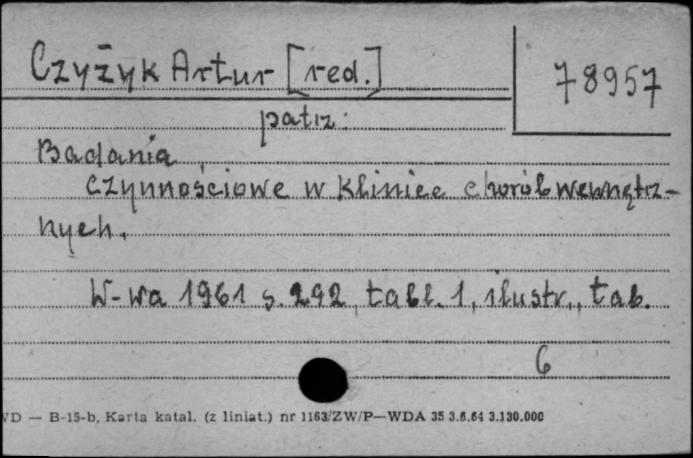 Czyżyk Artur [red.]
78957
patrz:
Badania
czynnościowe w klinice chorób wewnętrz-
nych.
W-wa 1961 s. 292, tabl. 1, ilustr., tab.
6
WD — B-15-b, Karta katal. (z liniat.) nr 1163/ZW/P—WDA 35 3.6.64 3.130.000